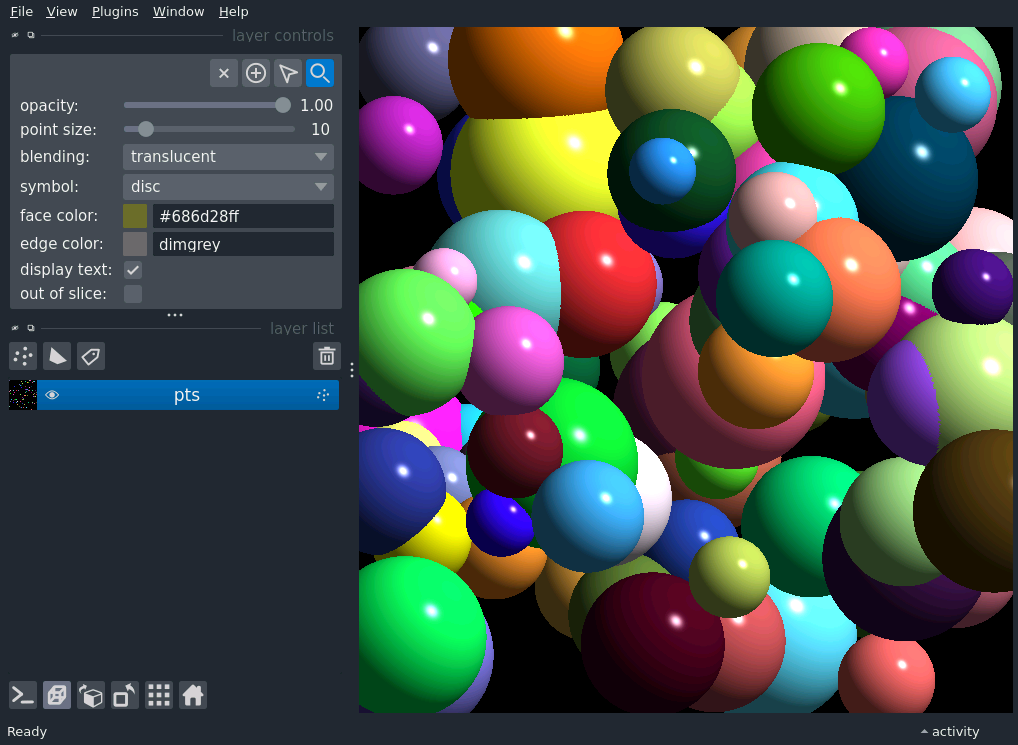 File View Plugins Window Help
layer controls
opacity: 1.00
point size: 10
blending: translucent
symbol: disc
face color: #686d28ff
edge color: dimgrey
display text:
out of slice:
layer list
pts
Ready
activity